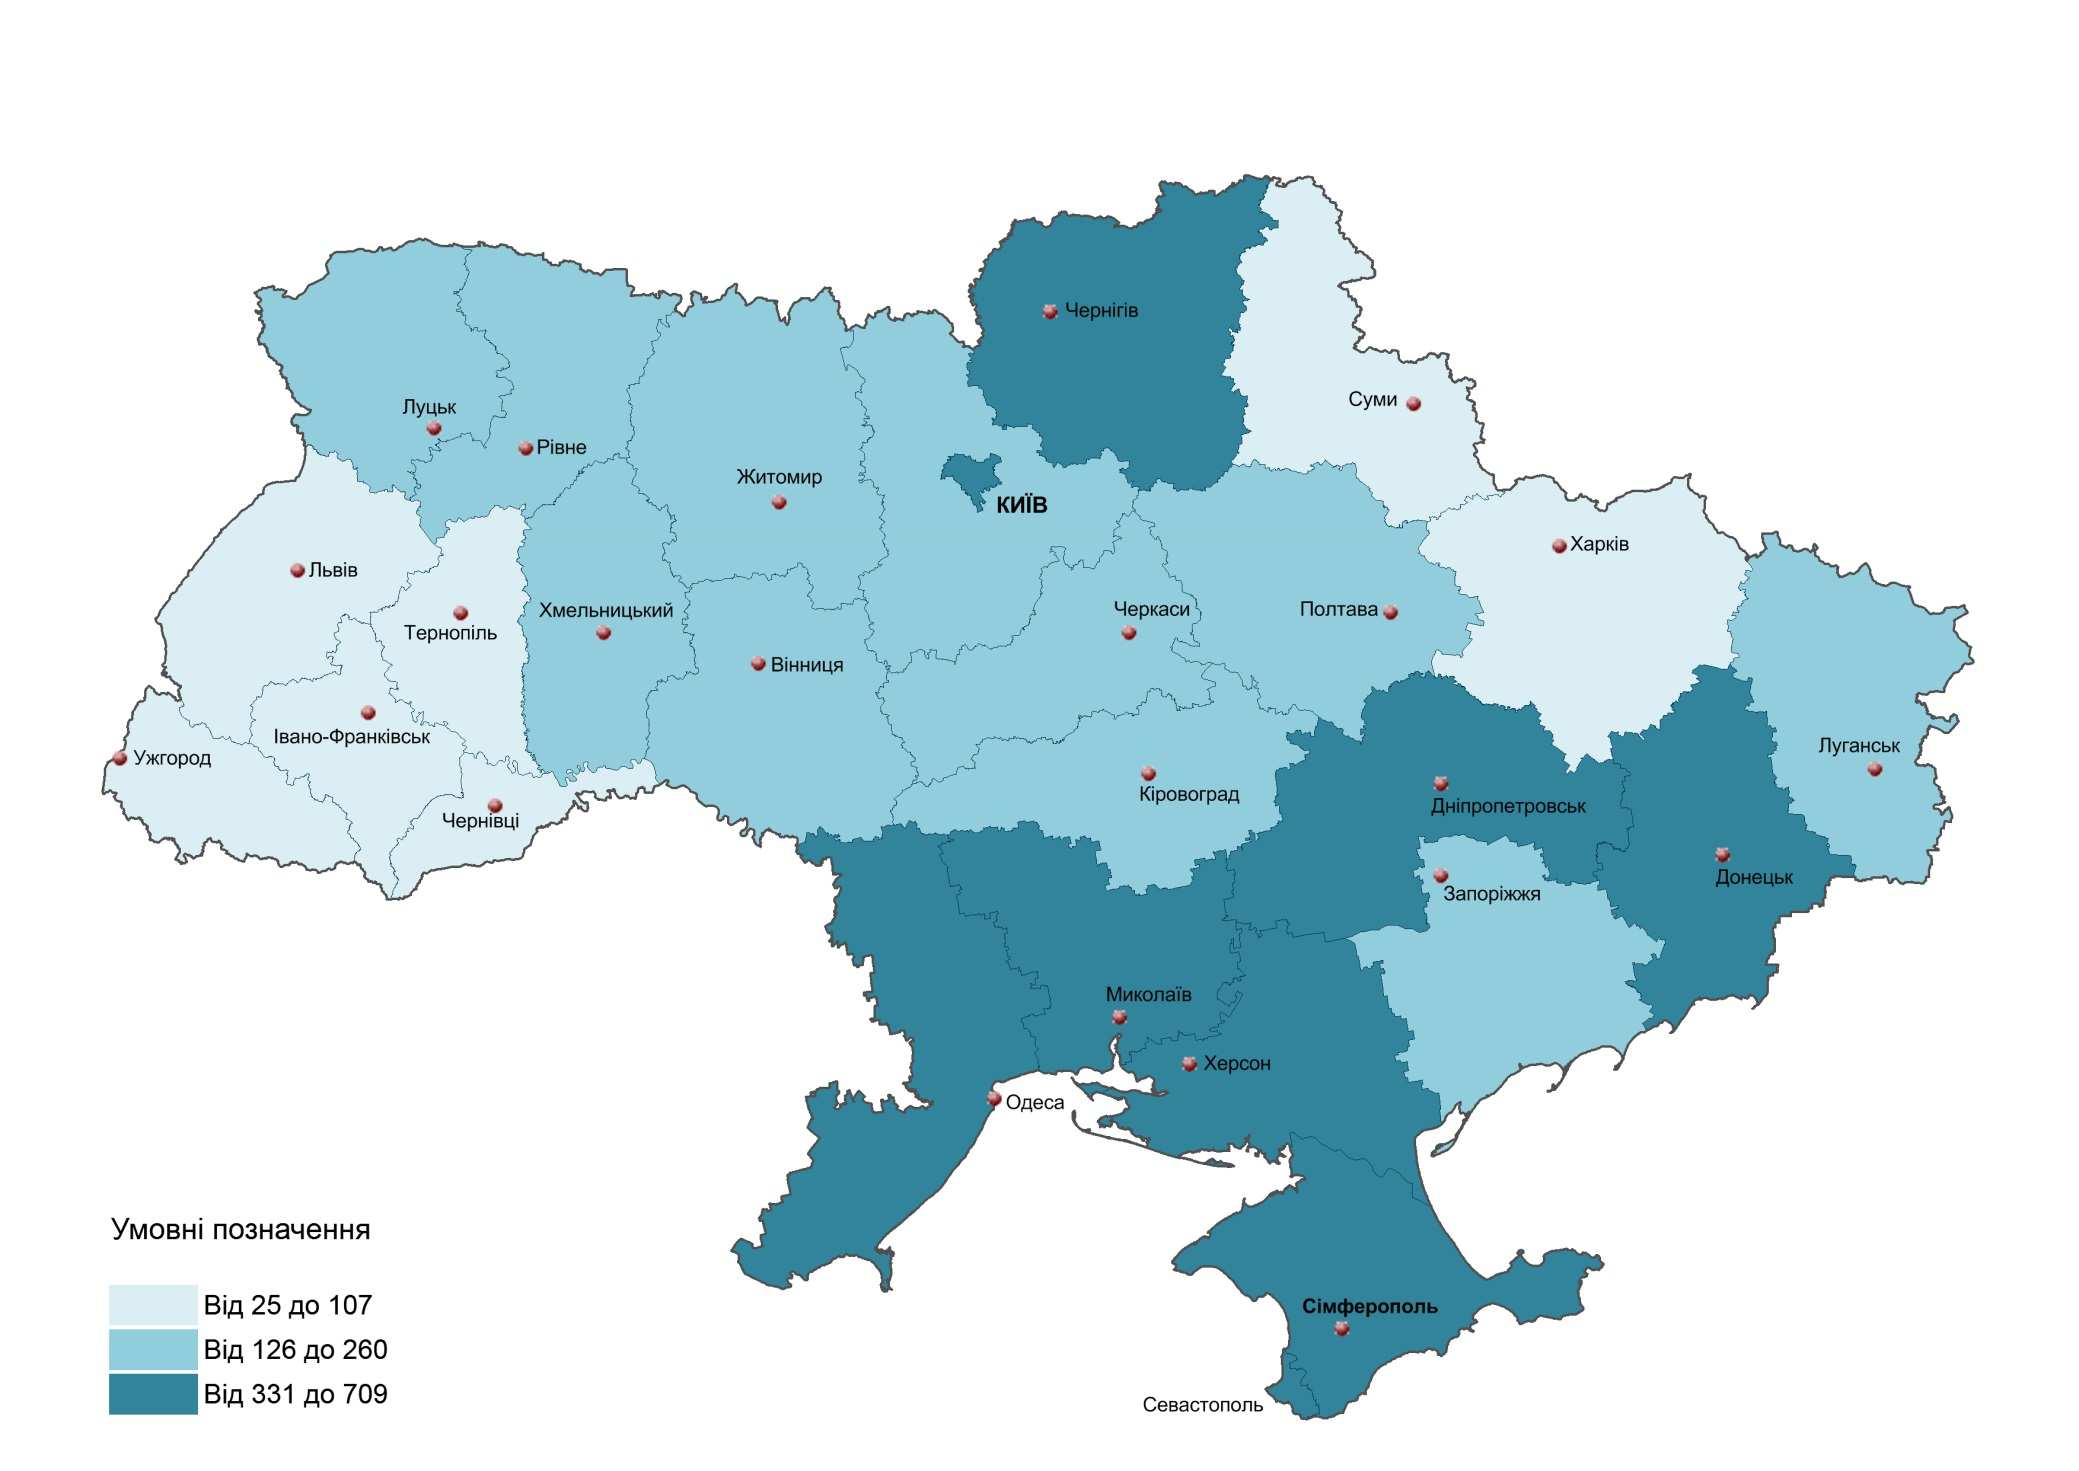 Чернігів
Суми
Луцьк
Рівне
Житомир
КИЇВ
Харків
Львів
Тернопіль
Хмельницький
Черкаси
Полтава
Вінниця
Івано-Франківськ
Ужгород
Луганськ
Чернівці
Кіровоград
Дніпропетровськ
Донецьк
Запоріжжя
Миколаїв
Херсон
Одеса
Сімферополь
Севастополь
Умовні позначення
Від 25 до 107
Від 126 до 260
Від 331 до 709